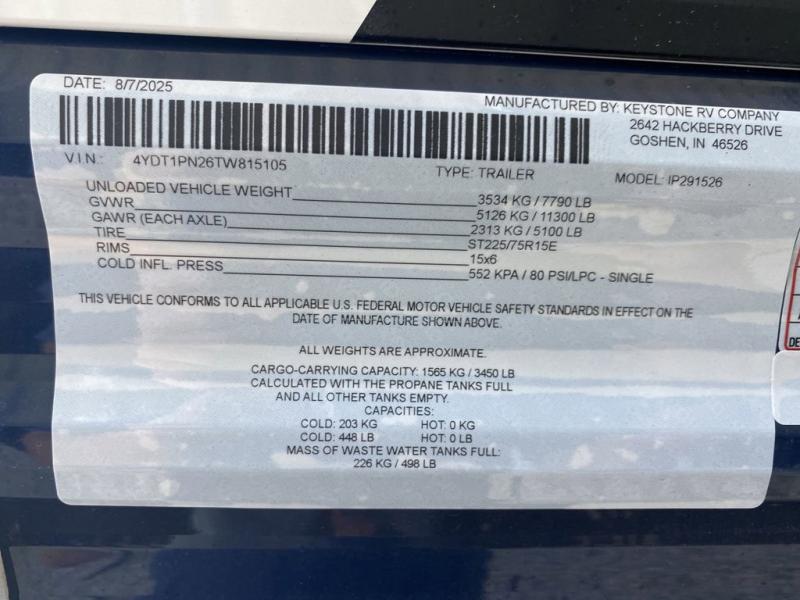 DATE: 8/7/2025
MANUFACTURED BY: KEYSTONE RV COMPANY
2642 HACKBERRY DRIVE
GOSHEN, IN 46526
VIN: 4YDT1PN26TW815105
TYPE: TRAILER
MODEL: IP291526
UNLOADED VEHICLE WEIGHT 3534 KG / 7790 LB
GVWR 5126 KG / 11300 LB
GAWR (EACH AXLE) 2313 KG / 5100 LB
TIRE ST225/75R15E
RIMS 15x6
COLD INFL. PRESS 552 KPA / 80 PSI/LPC - SINGLE
THIS VEHICLE CONFORMS TO ALL APPLICABLE U.S. FEDERAL MOTOR VEHICLE SAFETY STANDARDS IN EFFECT ON THE
DATE OF MANUFACTURE SHOWN ABOVE.
ALL WEIGHTS ARE APPROXIMATE.
CARGO-CARRYING CAPACITY: 1565 KG / 3450 LB
CALCULATED WITH THE PROPANE TANKS FULL
AND ALL OTHER TANKS EMPTY.
CAPACITIES:
COLD: 203 KG HOT: 0 KG
COLD: 448 LB HOT: 0 LB
MASS OF WASTE WATER TANKS FULL:
226 KG / 498 LB